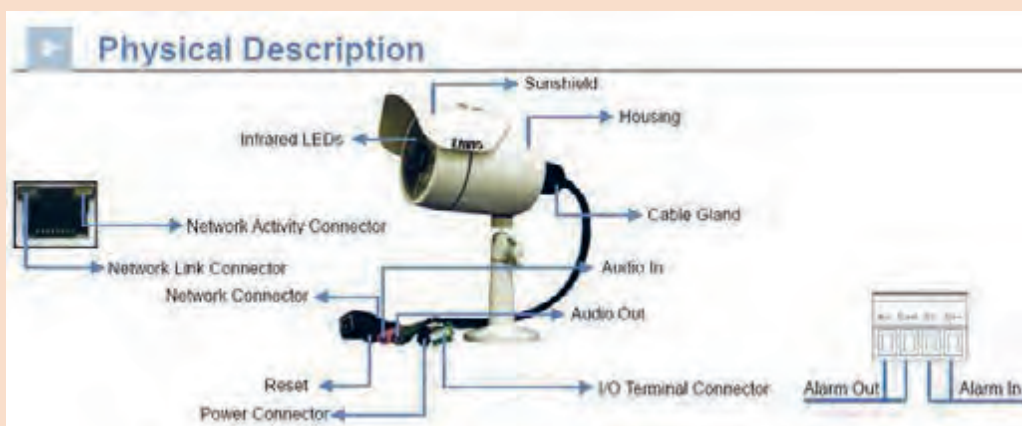 Physical Description
Sunshield
Housing
Infrared LEDs
Cable Gland
Network Activity Connector
Network Link Connector
Audio In
Network Connector
Audio Out
Reset
I/O Terminal Connector
Alarm Out
Alarm In
Power Connector